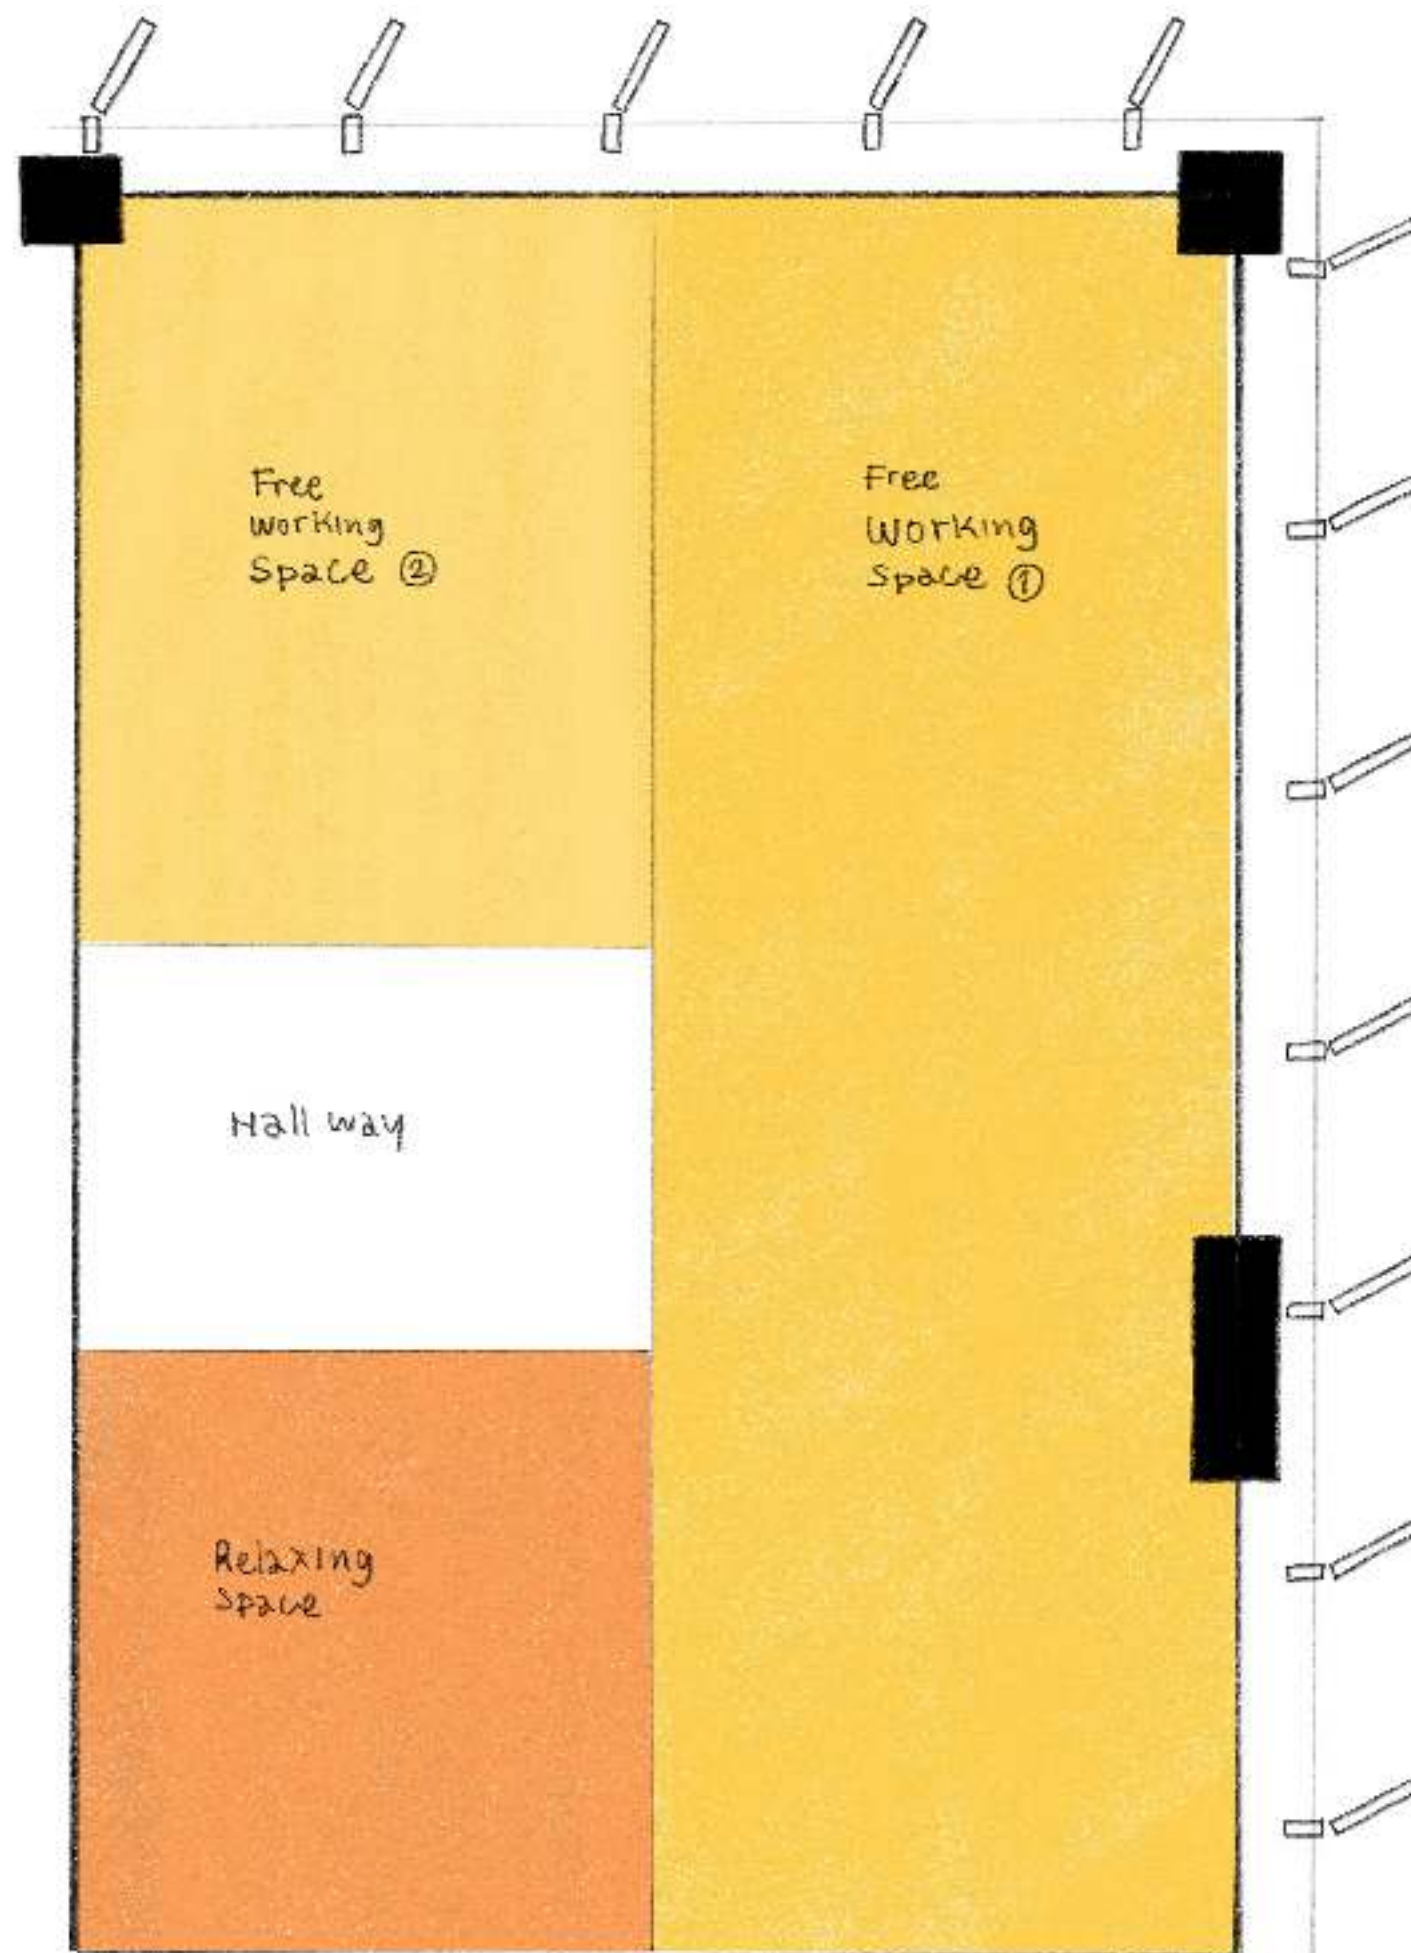 Free
working
Space ②
Free
Working
Space ①
Hall way
Relaxing
Space